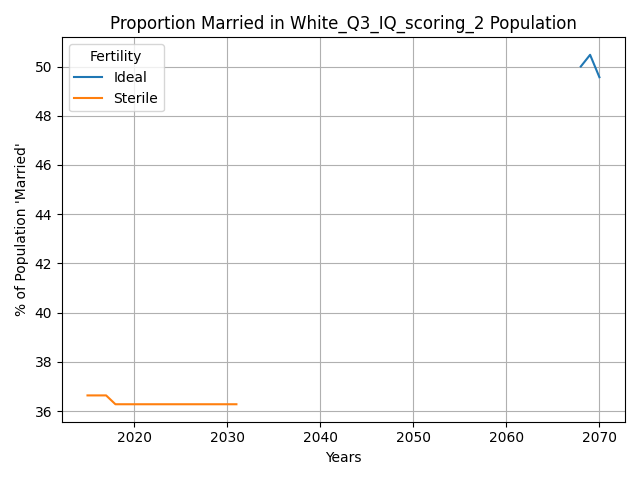 Proportion Married in White_Q3_IQ_scoring_2 Population
Fertility
Ideal
Sterile
% of Population 'Married'
50
48
46
44
42
40
38
36
2020 2030 2040 2050 2060 2070
Years